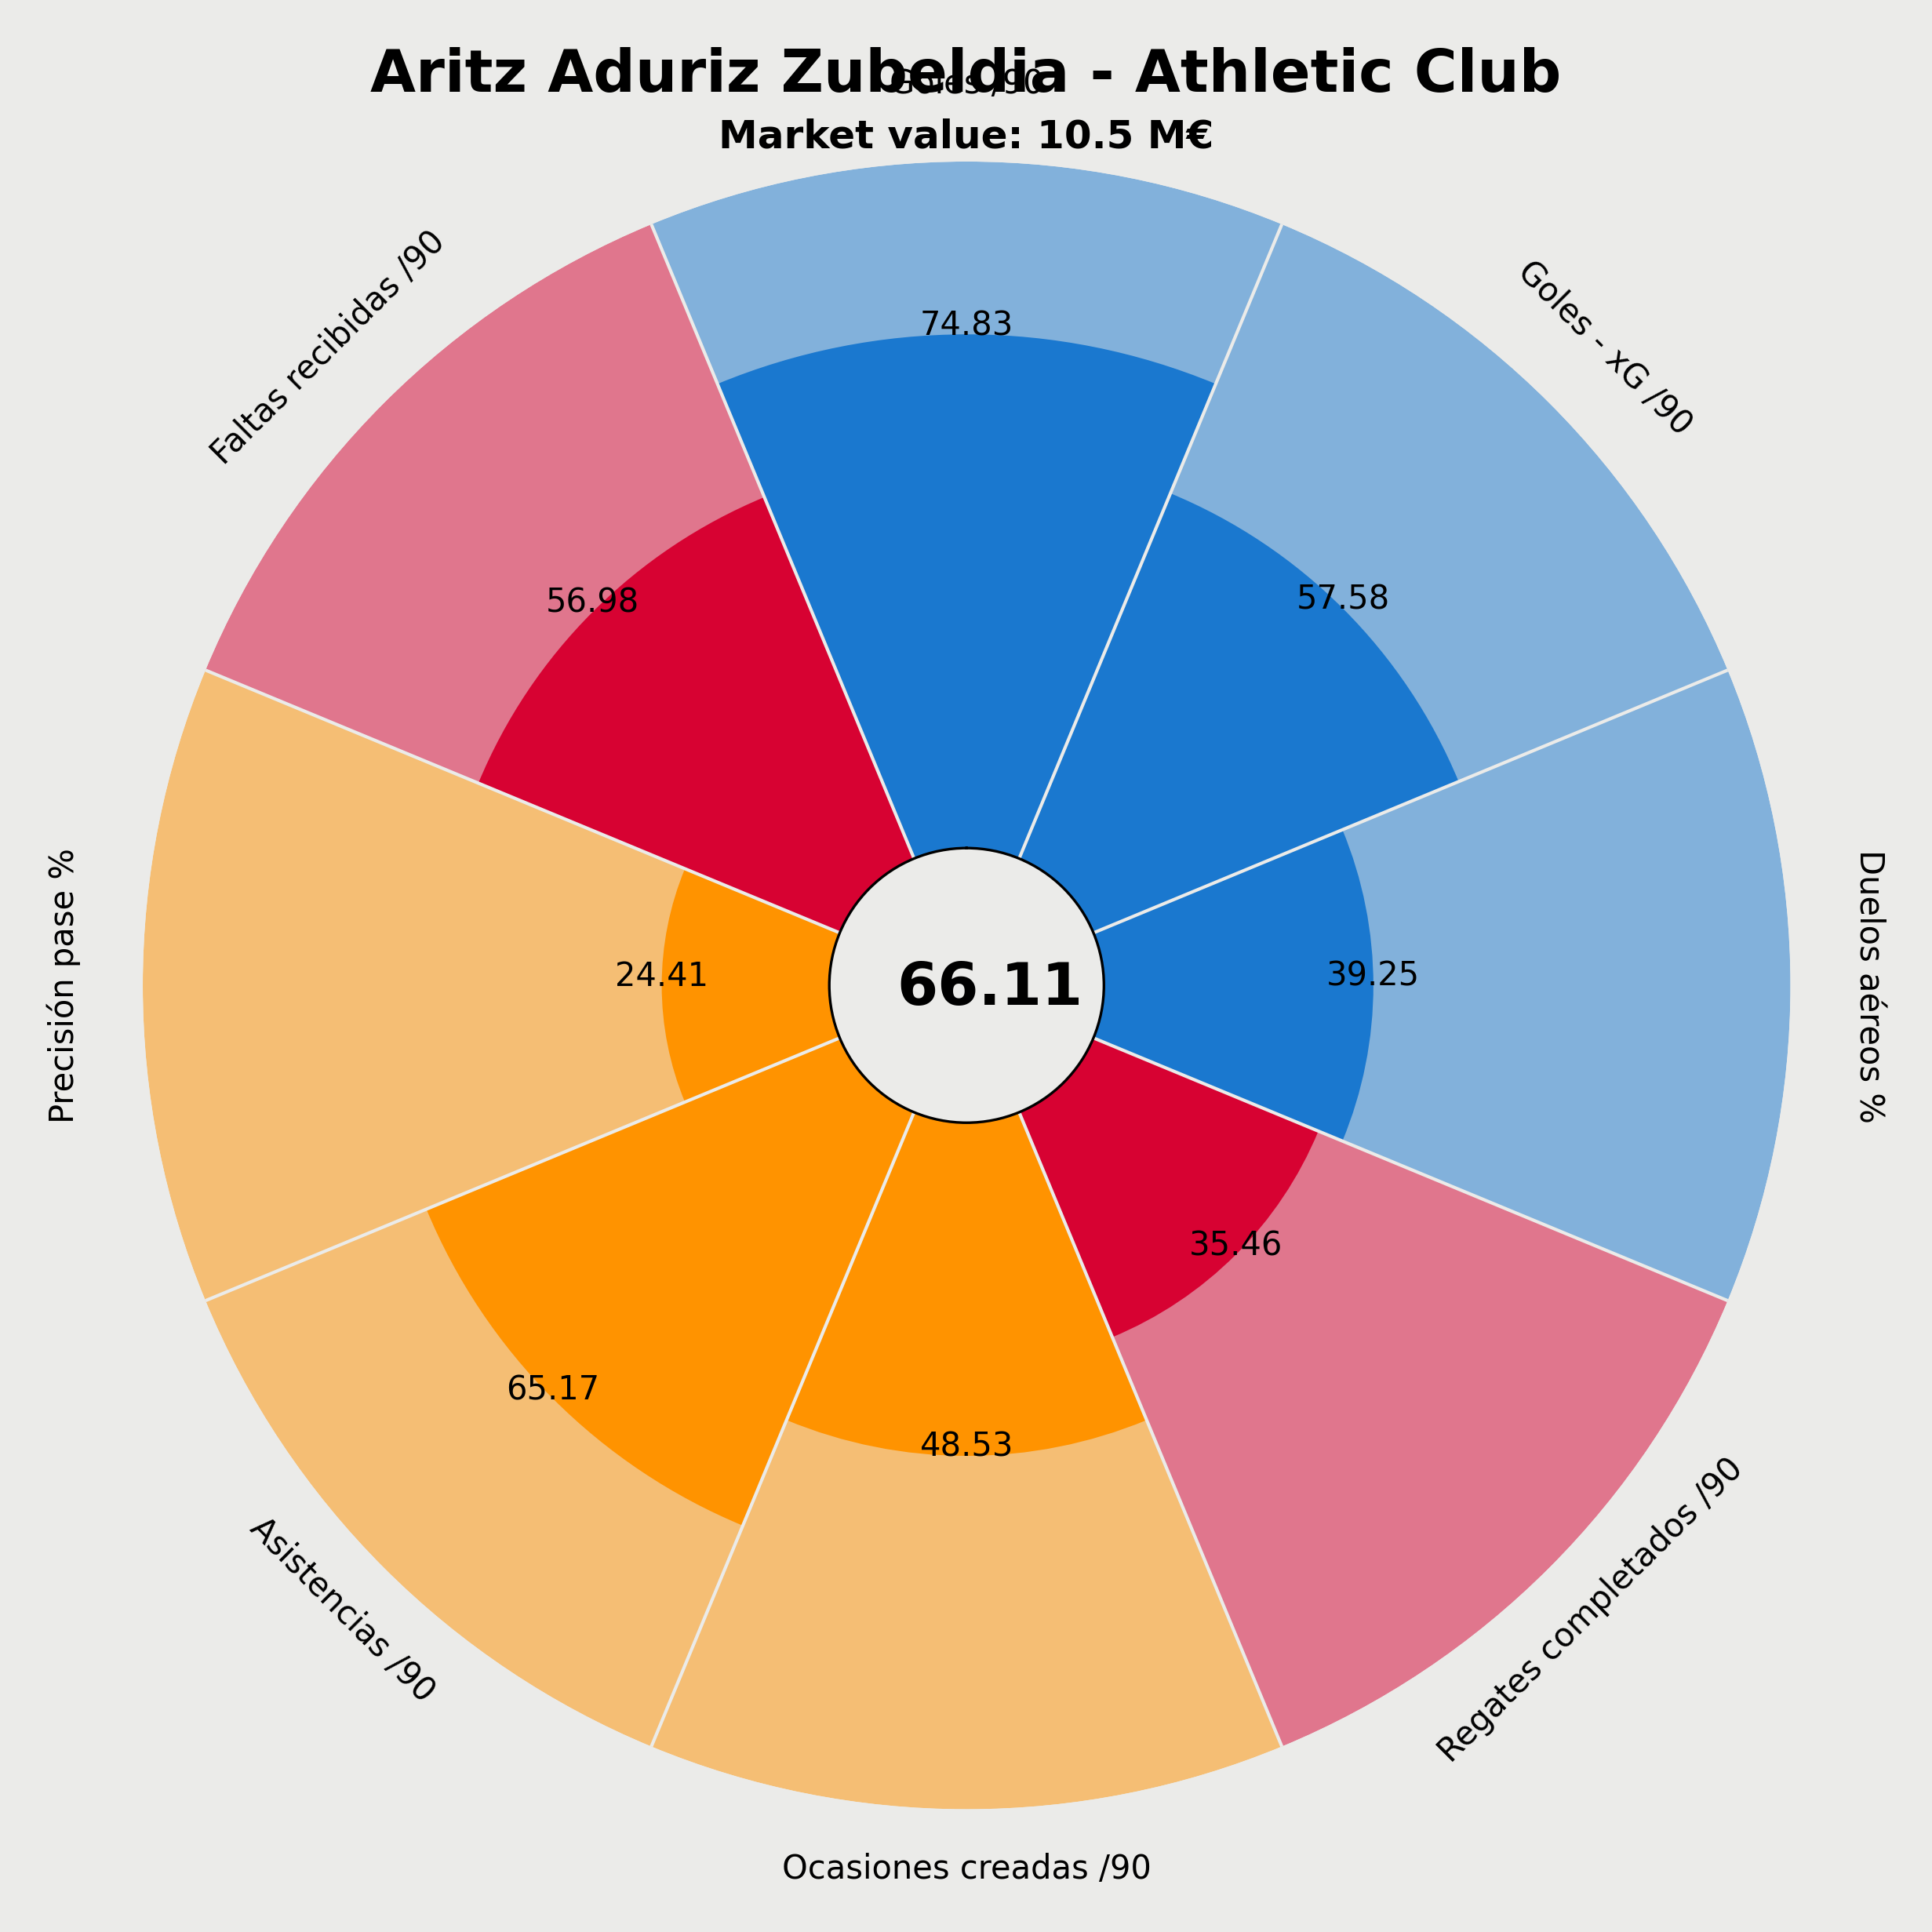 Aritz Aduriz Zubeldia - Athletic Club
Goles /90
Market value: 10.5 M€
Faltas recibidas /90
Goles - xG /90
74.83
56.98
57.58
Precisión pase %
24.41
66.11
39.25
Duelos aéreos %
35.46
65.17
48.53
Asistencias /90
Regates completados /90
Ocasiones creadas /90